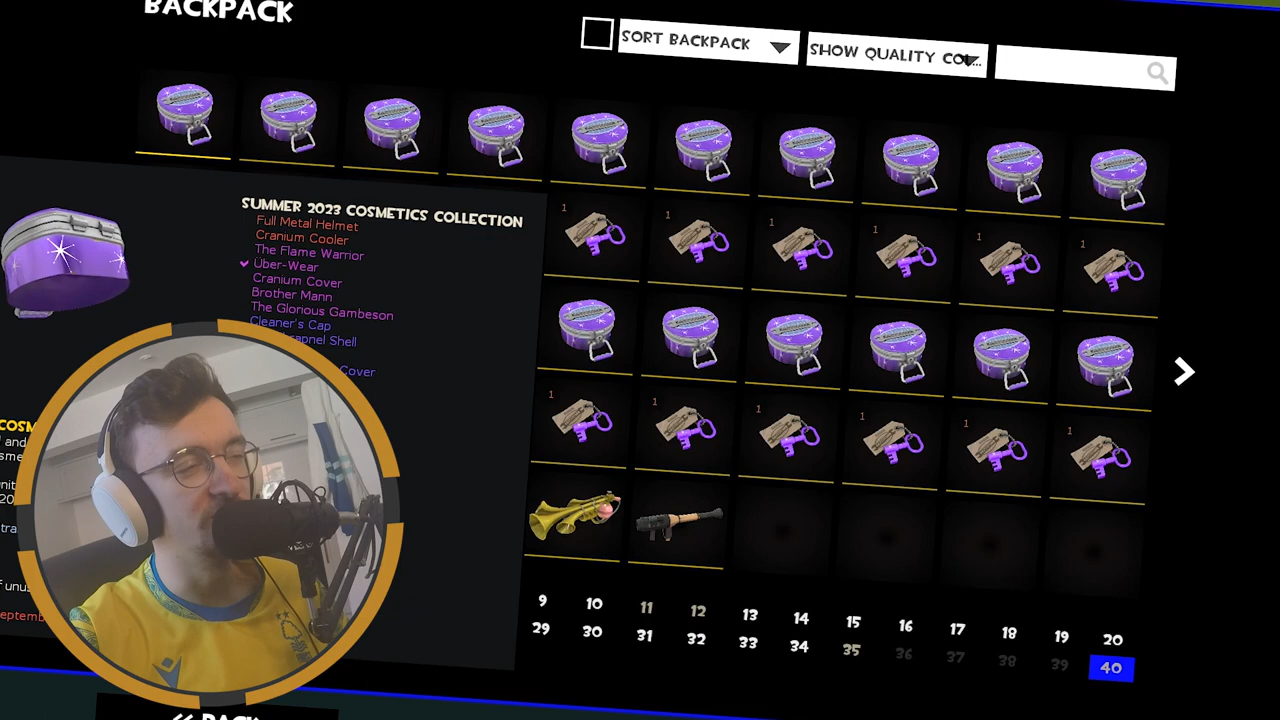 BACKPACK
SORT BACKPACK
SHOW QUALITY COL...
SUMMER 2023 COSMETICS COLLECTION
Full Metal Helmet
Cranium Cooler
The Flame Warrior
Über-Wear
Cranium Cover
Brother Mann
The Glorious Gambeson
Cleaner's Cap
Shell
Cover
1 1 1 1 1 1
1 1 1 1 1 1
9 10 11 12 13 14 15 16 17 18 19 20
29 30 31 32 33 34 35 36 37 38 39 40
<< BACK